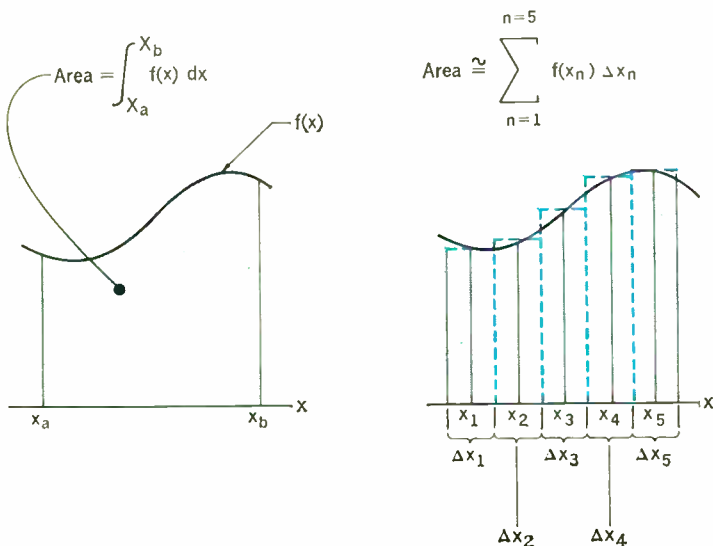 X_b
Area = ∫ f(x) dx
X_a
f(x)
x_a x_b X
n=5
Area ≅ ∑ f(x_n) Δx_n
n=1
x_1 x_2 x_3 x_4 x_5 X
Δx_1 Δx_3 Δx_5
Δx_2 Δx_4